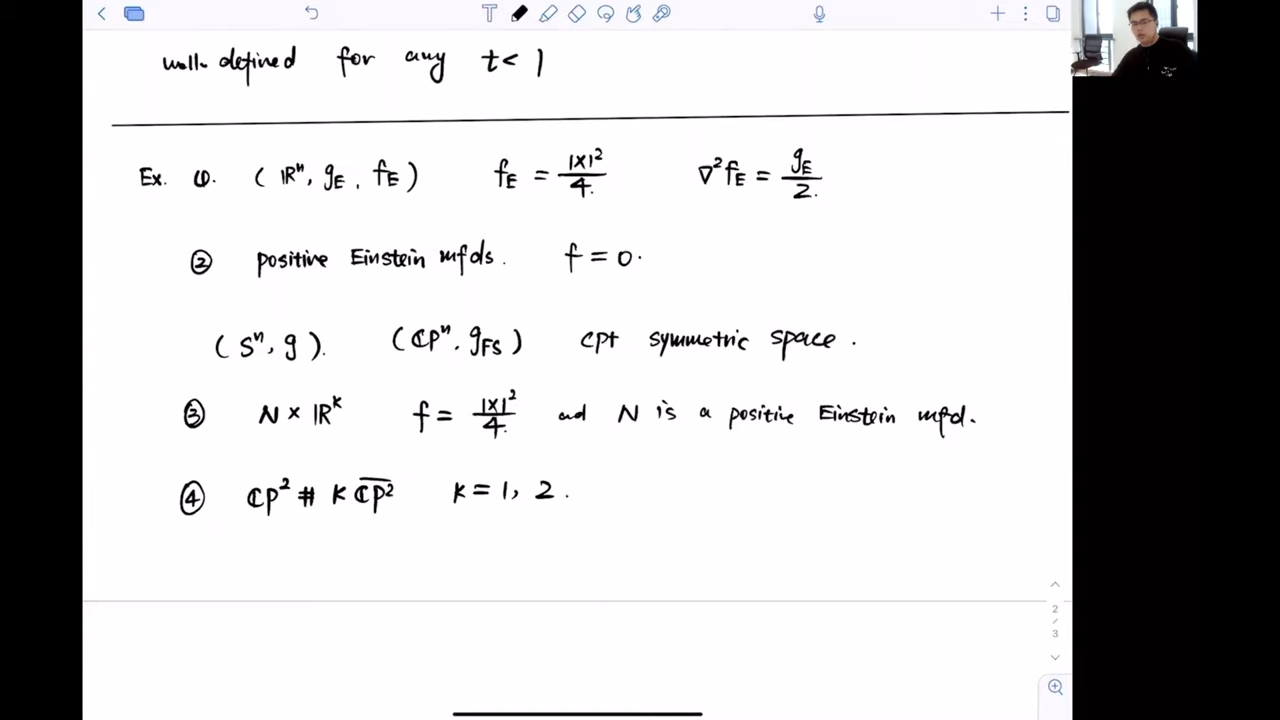 well-defined for any t < 1
Ex. ①. (ℝⁿ, g_E, f_E) f_E = |x|²/4. ∇²f_E = g_E/2.
② positive Einstein mfds. f = 0.
(Sⁿ, g). (ℂPⁿ, g_FS) cpt symmetric space.
③ N × ℝᵏ f = |x|²/4. and N is a positive Einstein mfd.
④ ℂP² # k \overline{ℂP²} k = 1, 2.
2
/
3